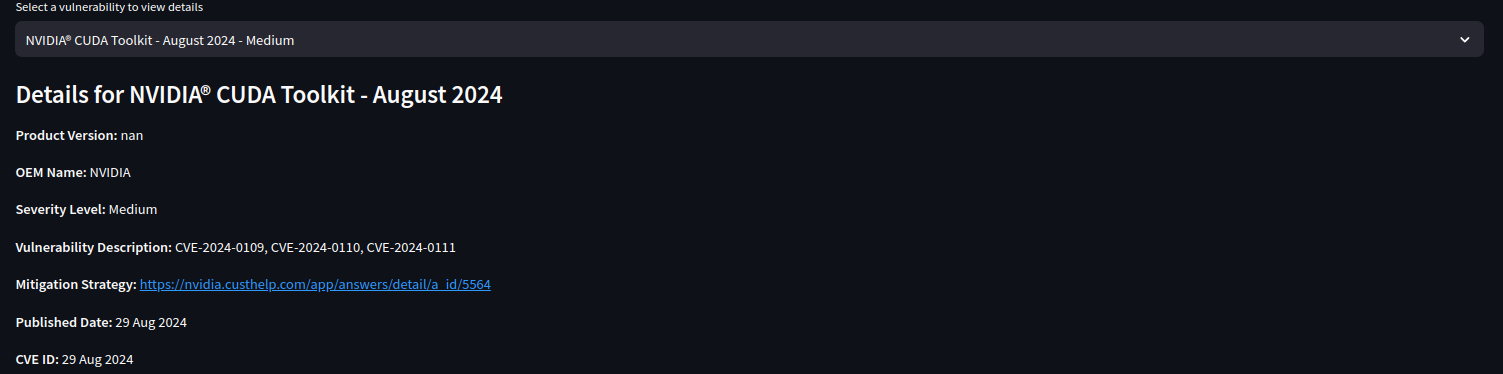 Select a vulnerability to view details
NVIDIA® CUDA Toolkit - August 2024 - Medium
Details for NVIDIA® CUDA Toolkit - August 2024
Product Version: nan
OEM Name: NVIDIA
Severity Level: Medium
Vulnerability Description: CVE-2024-0109, CVE-2024-0110, CVE-2024-0111
Mitigation Strategy: https://nvidia.custhelp.com/app/answers/detail/a_id/5564
Published Date: 29 Aug 2024
CVE ID: 29 Aug 2024